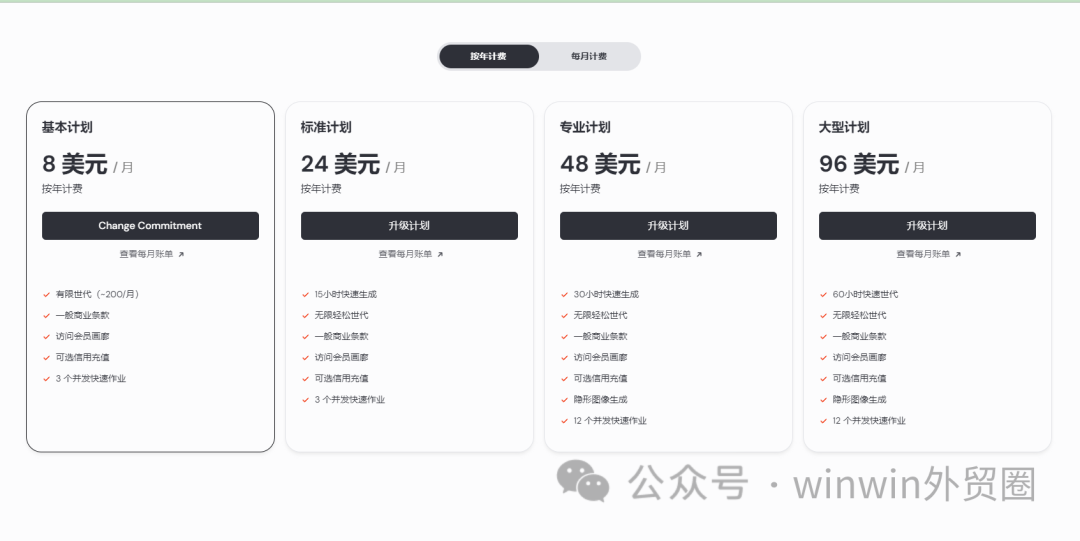 按年计费
每月计费
基本计划
8 美元 / 月
按年计费
Change Commitment
查看每月账单
有限世代（~200/月）
一般商业条款
访问会员画廊
可选信用充值
3 个并发快速作业
标准计划
24 美元 / 月
按年计费
升级计划
查看每月账单
15小时快速生成
无限轻松世代
一般商业条款
访问会员画廊
可选信用充值
3 个并发快速作业
专业计划
48 美元 / 月
按年计费
升级计划
查看每月账单
30小时快速生成
无限轻松世代
一般商业条款
访问会员画廊
可选信用充值
隐形图像生成
12 个并发快速作业
大型计划
96 美元 / 月
按年计费
升级计划
查看每月账单
60小时快速世代
无限轻松世代
一般商业条款
访问会员画廊
可选信用充值
隐形图像生成
12 个并发快速作业
公众号 · winwin外贸圈